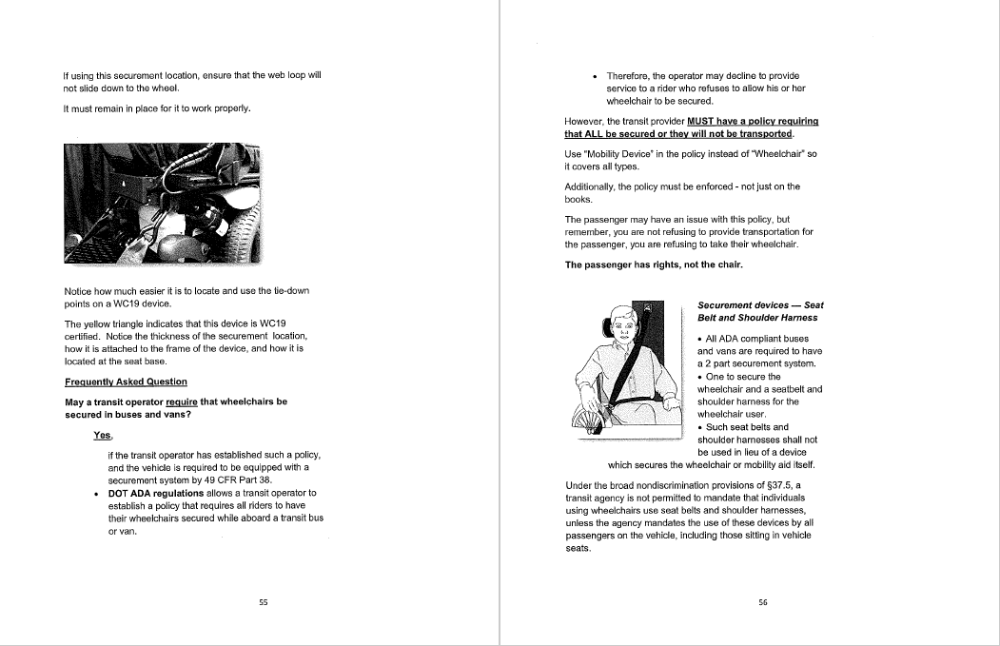 If using this securement location, ensure that the web loop will
not slide down to the wheel.
It must remain in place for it to work properly.
Notice how much easier it is to locate and use the tie-down
points on a WC19 device.
The yellow triangle indicates that this device is WC19
certified. Notice the thickness of the securement location,
how it is attached to the frame of the device, and how it is
located at the seat base.
Frequently Asked Question
May a transit operator require that wheelchairs be
secured in buses and vans?
Yes,
if the transit operator has established such a policy,
and the vehicle is required to be equipped with a
securement system by 49 CFR Part 38.
• DOT ADA regulations allows a transit operator to
establish a policy that requires all riders to have
their wheelchairs secured while aboard a transit bus
or van.
55
• Therefore, the operator may decline to provide
service to a rider who refuses to allow his or her
wheelchair to be secured.
However, the transit provider MUST have a policy requiring
that ALL be secured or they will not be transported.
Use "Mobility Device" in the policy instead of "Wheelchair" so
it covers all types.
Additionally, the policy must be enforced - not just on the
books.
The passenger may have an issue with this policy, but
remember, you are not refusing to provide transportation for
the passenger, you are refusing to take their wheelchair.
The passenger has rights, not the chair.
Securement devices — Seat
Belt and Shoulder Harness
• All ADA compliant buses
and vans are required to have
a 2 part securement system.
• One to secure the
wheelchair and a seatbelt and
shoulder harness for the
wheelchair user.
• Such seat belts and
shoulder harnesses shall not
be used in lieu of a device
which secures the wheelchair or mobility aid itself.
Under the broad nondiscrimination provisions of §37.5, a
transit agency is not permitted to mandate that individuals
using wheelchairs use seat belts and shoulder harnesses,
unless the agency mandates the use of these devices by all
passengers on the vehicle, including those sitting in vehicle
seats.
56